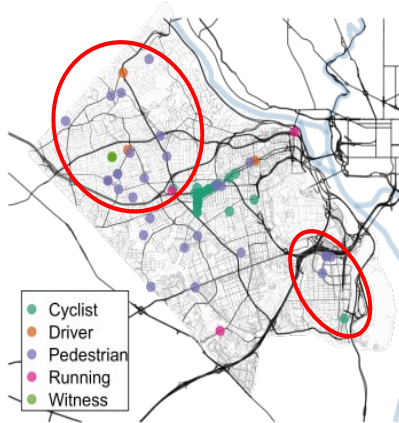 Cyclist
Driver
Pedestrian
Running
Witness